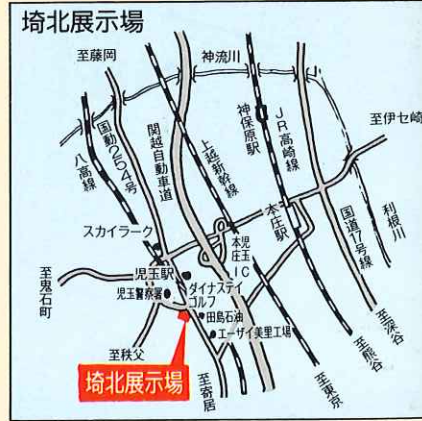 埼北展示場
至藤岡
神流川
八高線
国動254号
関越自動車道
上越新幹線
神保原駅
JR高崎線
至伊セ崎
本庄駅
国道17号線
利根川
スカイラーク
本庄児玉IC
至鬼石町
児玉駅
児玉警察署
ダイナステイゴルフ
田島石油
エーザイ美里工場
埼北展示場
至秩父
至寄居
至東京
至熊谷
至深谷